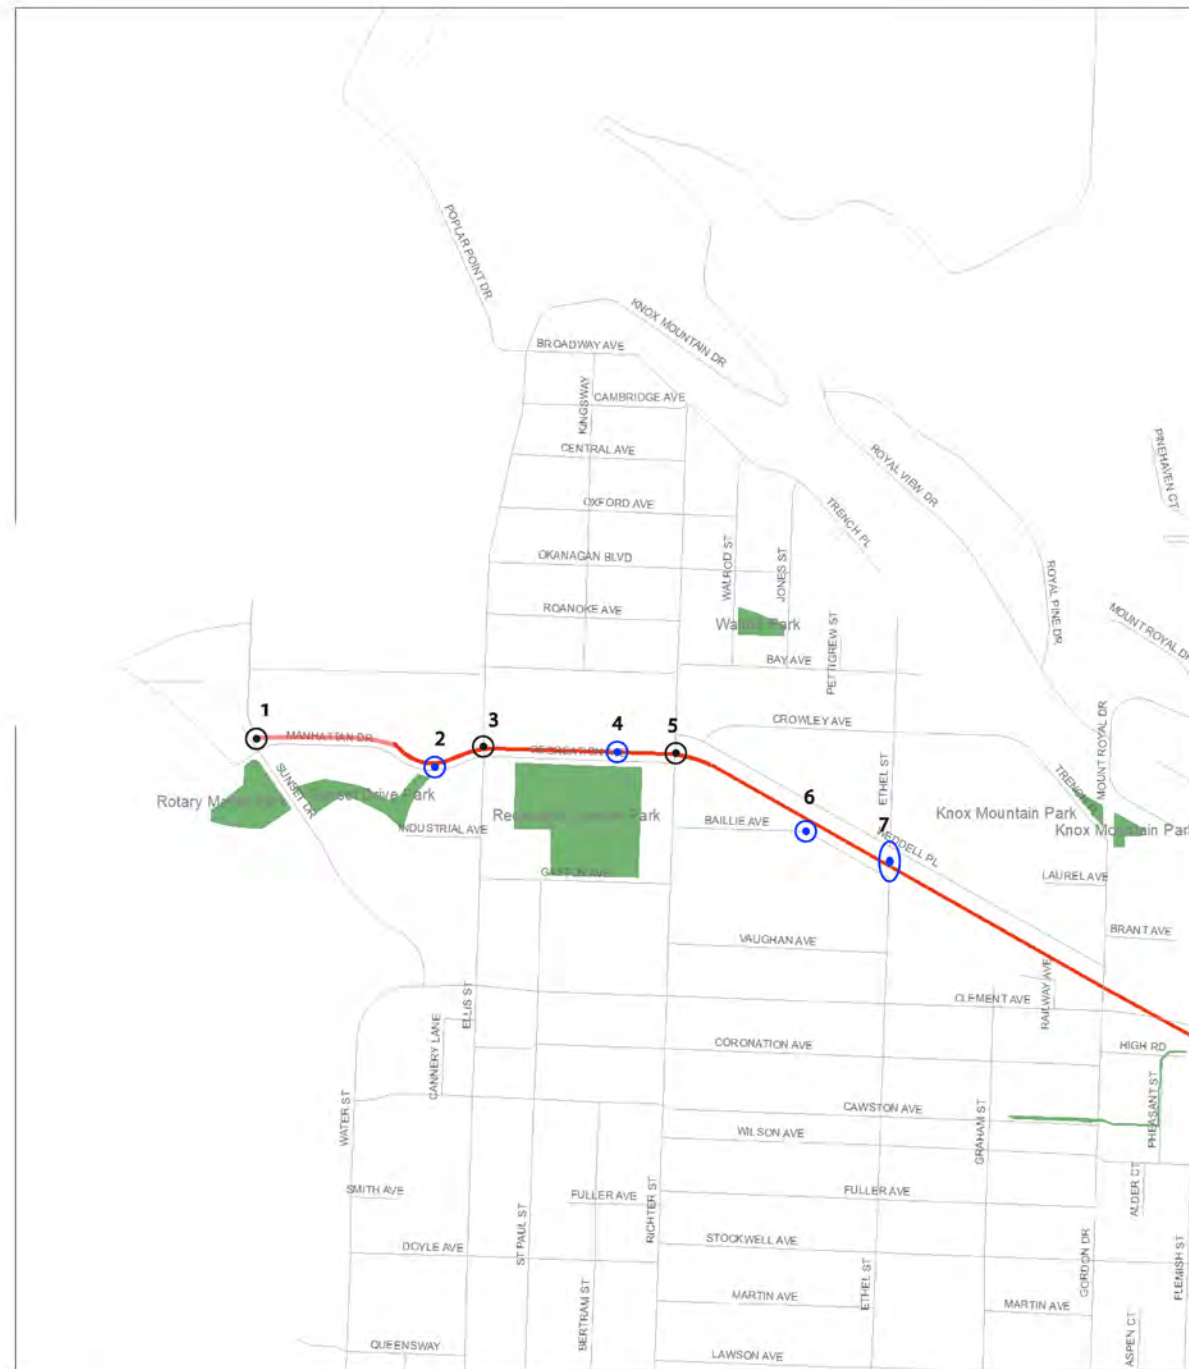 POPLAR POINT DR
KNOX MOUNTAIN DR
BROADWAY AVE
KINGSWAY
CAMBRIDGE AVE
CENTRAL AVE
ROYAL VIEW DR
PINEHAVEN CT
OXFORD AVE
TRENCH PL
OKANAGAN BLVD
WALROD ST
JONES ST
ROYAL PINE DR
ROANOKE AVE
MOUNT ROYAL DR
Park
PETTIGREW ST
BAY AVE
1
2
3
4
5
MANHATTAN DR
CROWLEY AVE
MOUNT ROYAL DR
ETHEL ST
SUNSET DR
Rotary
Drive Park
TRENCH
Knox Mountain Park
6
7
BAILLIE AVE
Park
INDUSTRIAL AVE
WEDDELL PL
Knox Mountain Park
GASTON AVE
LAUREL AVE
VAUGHAN AVE
BRANT AVE
ELLIS ST
CLEMENT AVE
RAILWAY AVE
CANNERY LANE
CORONATION AVE
HIGH RD
WATER ST
CAWSTON AVE
GRAHAM ST
PHEASANT ST
WILSON AVE
SMITH AVE
FULLER AVE
FULLER AVE
ALDER CT
RICHTER ST
ST PAUL ST
DOYLE AVE
STOCKWELL AVE
GORDON DR
FLEMISH ST
BERTRAM ST
MARTIN AVE
ETHEL ST
MARTIN AVE
QUEENSWAY
LAWSON AVE
ASPEN CT